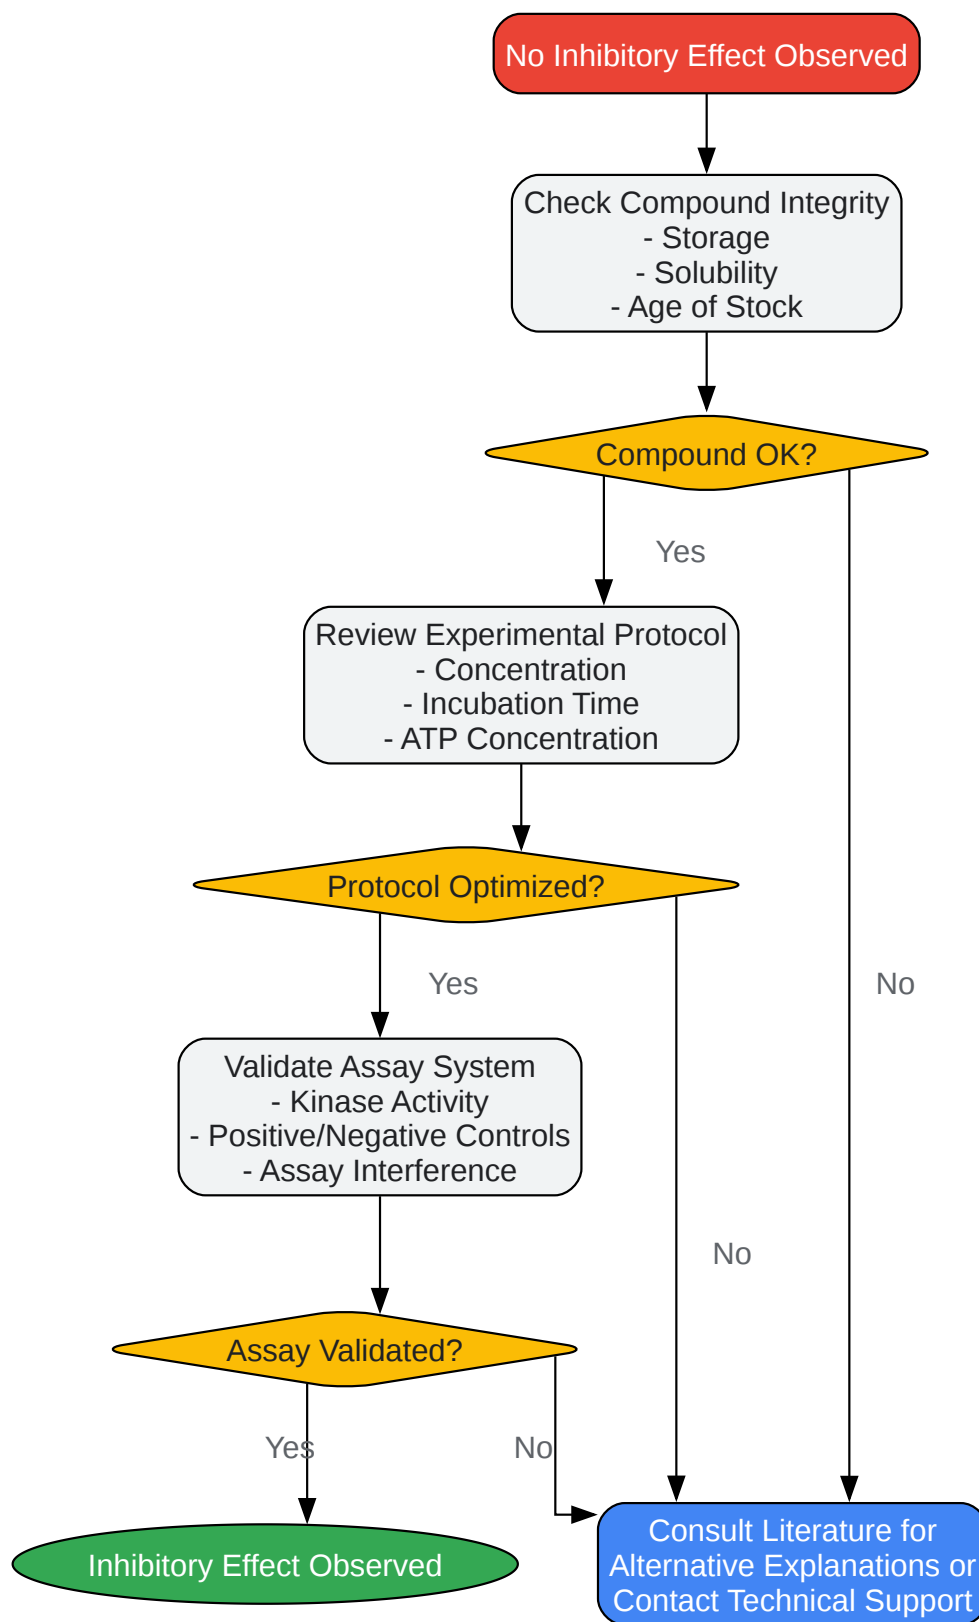 No Inhibitory Effect Observed
Check Compound Integrity
- Storage
- Solubility
- Age of Stock
Compound OK?
Yes
Review Experimental Protocol
- Concentration
- Incubation Time
- ATP Concentration
Protocol Optimized?
Yes
No
Validate Assay System
- Kinase Activity
- Positive/Negative Controls
- Assay Interference
No
Assay Validated?
Yes
No
Inhibitory Effect Observed
Consult Literature for
Alternative Explanations or
Contact Technical Support